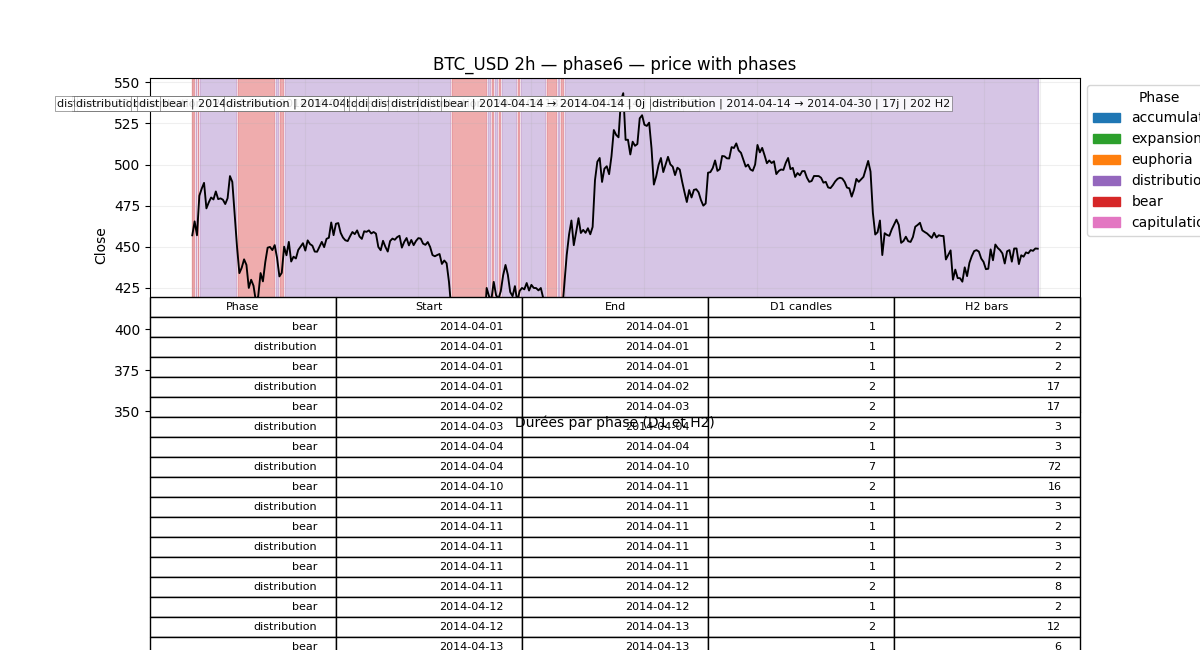 BTC_USD 2h — phase6 — price with phases
550
distribution
bear | 2014
distribution | 2014-04
bear | 2014-04-14 → 2014-04-14 | 0j
distribution | 2014-04-14 → 2014-04-30 | 17j | 202 H2
525
500
475
450
425
400
375
350
Close
Phase
accumulat
expansion
euphoria
distributio
bear
capitulatio
Phase Start End D1 candles H2 bars
bear 2014-04-01 2014-04-01 1 2
distribution 2014-04-01 2014-04-01 1 2
bear 2014-04-01 2014-04-01 1 2
distribution 2014-04-01 2014-04-02 2 17
bear 2014-04-02 2014-04-03 2 17
Durées par phase (D1 et H2)
distribution 2014-04-03 2014-04-04 2 3
bear 2014-04-04 2014-04-04 1 3
distribution 2014-04-04 2014-04-10 7 72
bear 2014-04-10 2014-04-11 2 16
distribution 2014-04-11 2014-04-11 1 3
bear 2014-04-11 2014-04-11 1 2
distribution 2014-04-11 2014-04-11 1 3
bear 2014-04-11 2014-04-11 1 2
distribution 2014-04-11 2014-04-12 2 8
bear 2014-04-12 2014-04-12 1 2
distribution 2014-04-12 2014-04-13 2 12
bear 2014-04-13 2014-04-13 1 6